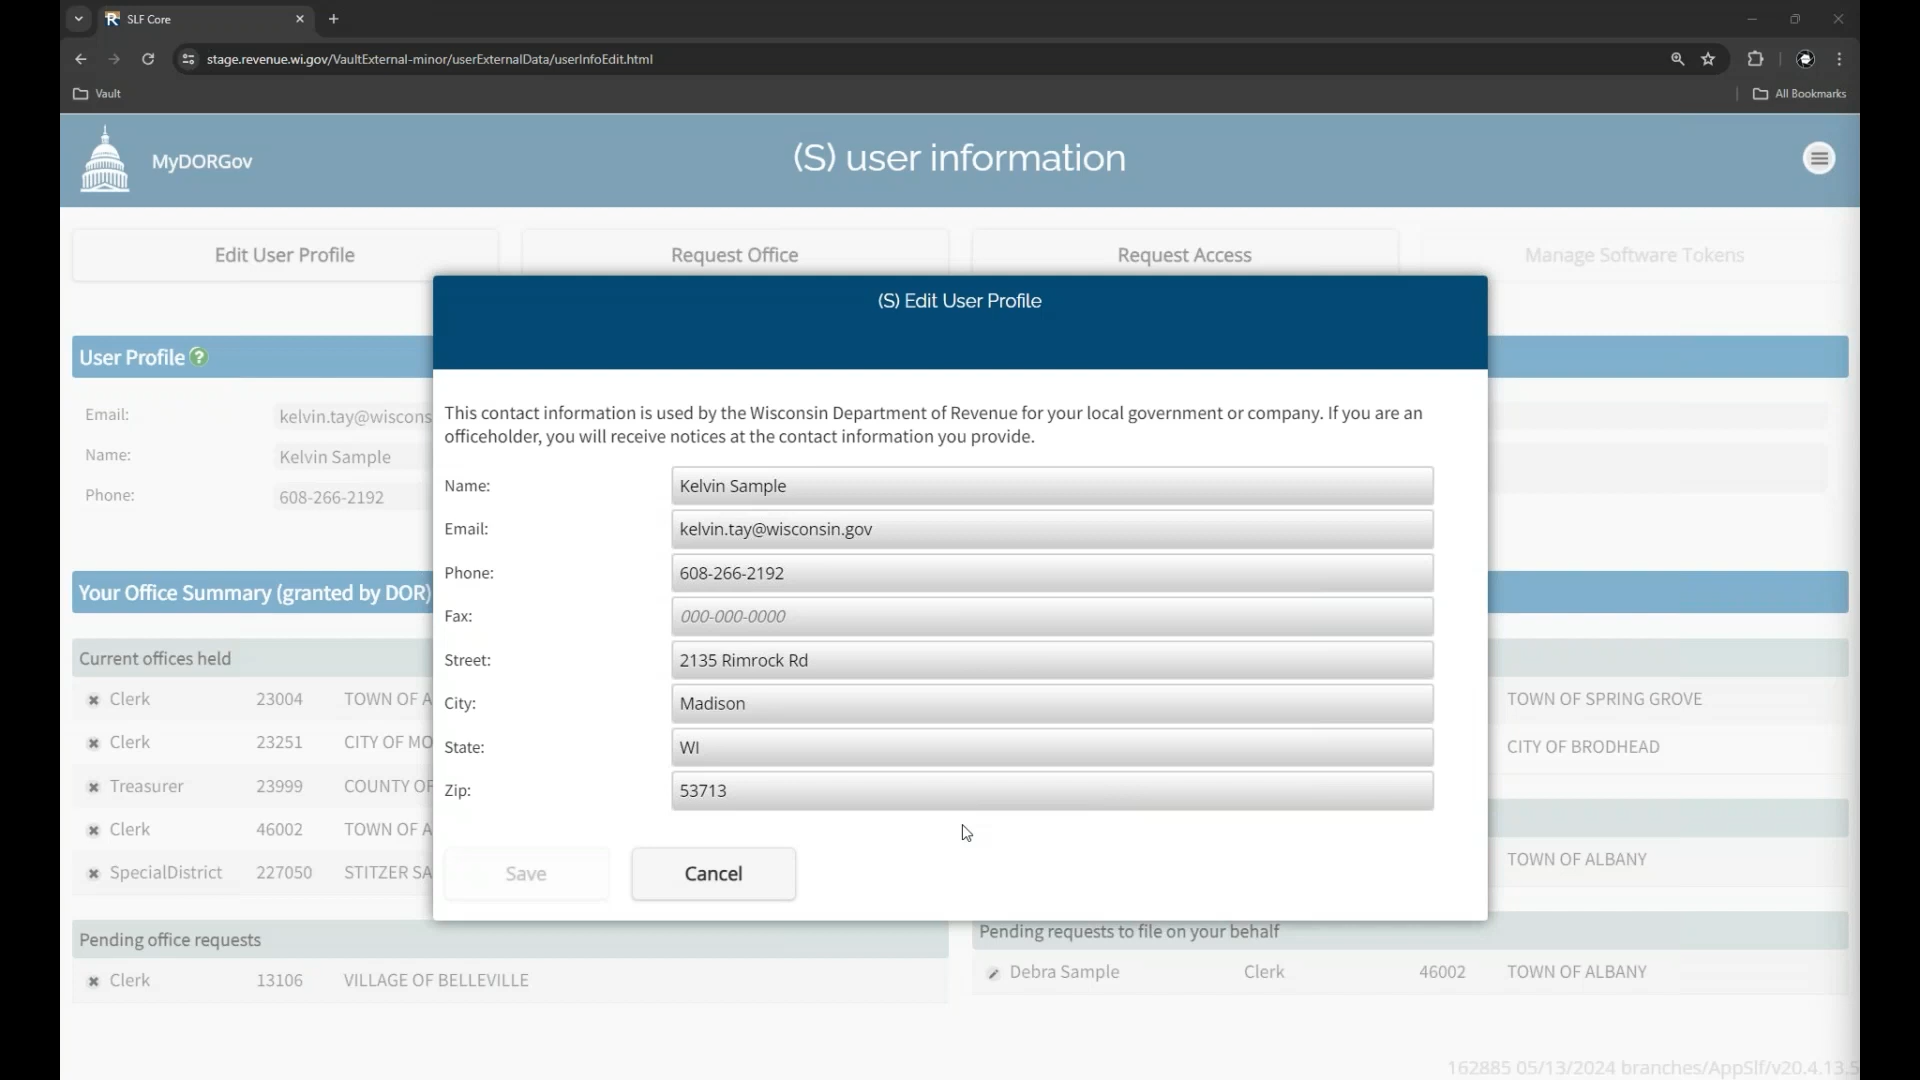 SLF Core
stage.revenue.wi.gov/VaultExternal-minor/userExternalData/userInfoEdit.html
Vault
All Bookmarks
MyDORGov
(S) user information
Edit User Profile
Request Office
Request Access
Manage Software Tokens
(S) Edit User Profile
User Profile ?
Email:
kelvin.tay@wiscons
Name:
Kelvin Sample
Phone:
608-266-2192
This contact information is used by the Wisconsin Department of Revenue for your local government or company. If you are an
officeholder, you will receive notices at the contact information you provide.
Name: Kelvin Sample
Email: kelvin.tay@wisconsin.gov
Phone: 608-266-2192
Fax: 000-000-0000
Street: 2135 Rimrock Rd
City: Madison
State: WI
Zip: 53713
Save
Cancel
Your Office Summary (granted by DOR)
Current offices held
Clerk 23004 TOWN OF A
Clerk 23251 CITY OF MO
Treasurer 23999 COUNTY OF
Clerk 46002 TOWN OF A
SpecialDistrict 227050 STITZER SA
TOWN OF SPRING GROVE
CITY OF BRODHEAD
TOWN OF ALBANY
Pending office requests
Clerk 13106 VILLAGE OF BELLEVILLE
Pending requests to file on your behalf
Debra Sample Clerk 46002 TOWN OF ALBANY
162885 05/13/2024 branches/AppSlf/v20.4.13.5